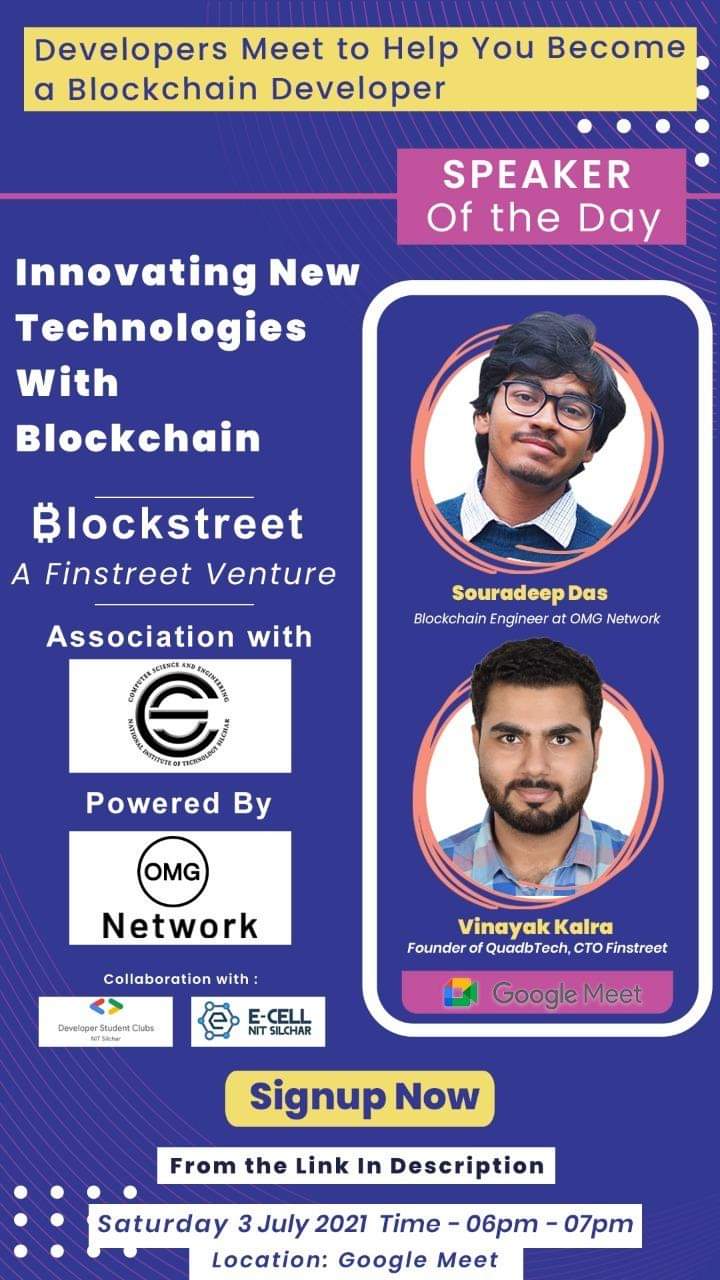 Developers Meet to Help You Become
a Blockchain Developer
SPEAKER
Of the Day
Innovating New
Technologies
With
Blockchain
₿lockstreet
A Finstreet Venture
Association with
COMPUTER SCIENCE AND ENGINEERING
NATIONAL INSTITUTE OF TECHNOLOGY SILCHAR
Powered By
OMG
Network
Collaboration with :
Developer Student Clubs
NIT Silchar
E-CELL
NIT SILCHAR
Souradeep Das
Blockchain Engineer at OMG Network
Vinayak Kalra
Founder of QuadbTech, CTO Finstreet
Google Meet
Signup Now
From the Link In Description
Saturday 3 July 2021 Time - 06pm - 07pm
Location: Google Meet